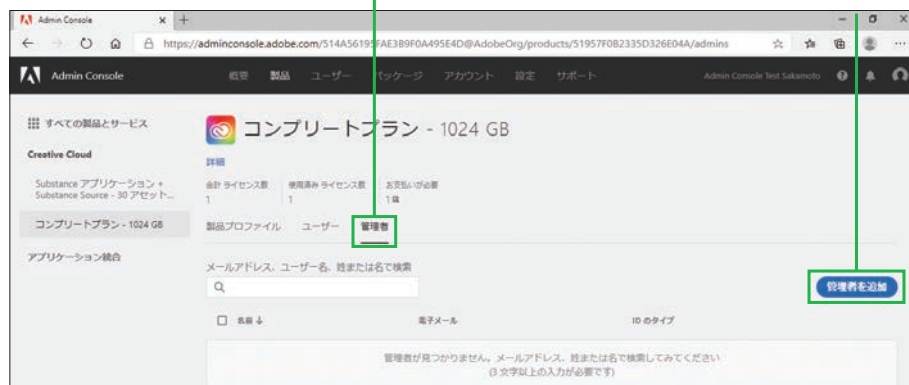 Admin Console
https://adminconsole.adobe.com/514A56195FAE3B9F0A495E4D@AdobeOrg/products/51957F0B2335D326E04A/admins
Admin Console 概要 製品 ユーザー パッケージ アカウント 設定 サポート Admin Console Test Sakamoto
すべての製品とサービス
Creative Cloud
Substance アプリケーション +
Substance Source - 30 アセット...
コンプリートプラン - 1024 GB
アプリケーション統合
コンプリートプラン - 1024 GB
詳細
合計 ライセンス数 使用済み ライセンス数 お支払いが必要
1 1 1
製品プロファイル ユーザー 管理者
メールアドレス、ユーザー名、姓または名で検索
管理者を追加
名前 ↓ 電子メール ID のタイプ
管理者が見つかりません。メールアドレス、姓または名で検索してみてください
(3 文字以上の入力が必要です)